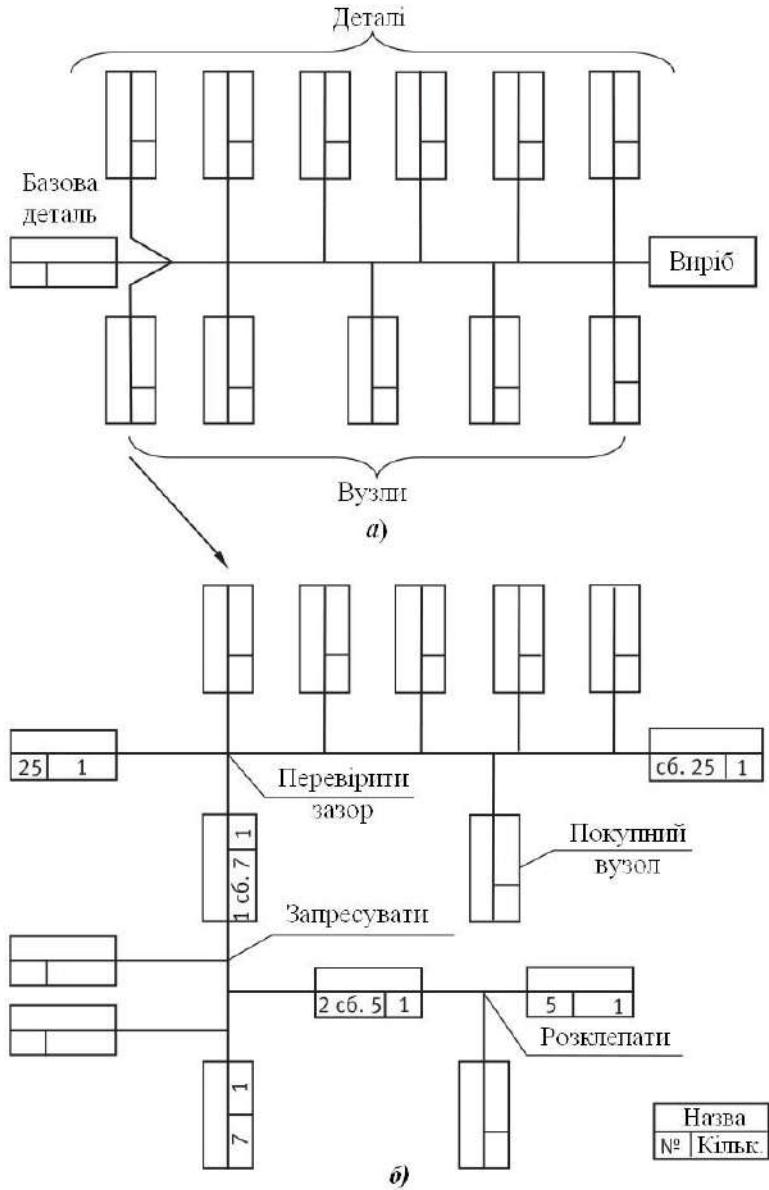 Деталі
Базова
деталь
Виріб
Вузли
а)
25 1
сб. 25 1
Перевірити
зазор
1 сб. 7 1
Покупний
вузол
Запресувати
2 сб. 5 1
5 1
Розклепати
7 1
Назва
№ Кільк.
б)